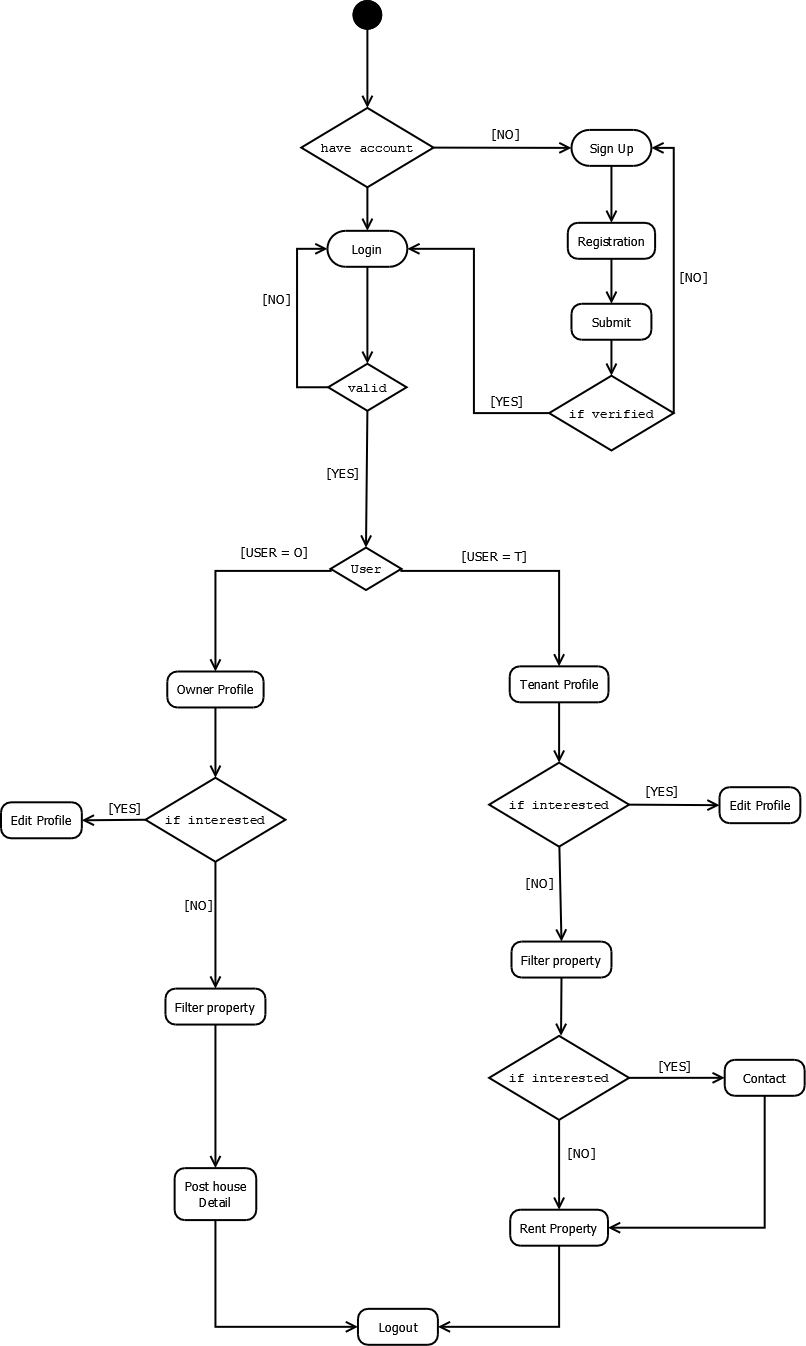 have account
[NO]
Sign Up
Login
Registration
[NO]
[NO]
Submit
valid
[YES]
if verified
[YES]
[USER = O]
[USER = T]
User
Owner Profile
Tenant Profile
Edit Profile
[YES]
if interested
if interested
[YES]
Edit Profile
[NO]
[NO]
Filter property
Filter property
if interested
[YES]
Contact
[NO]
Post house
Detail
Rent Property
Logout